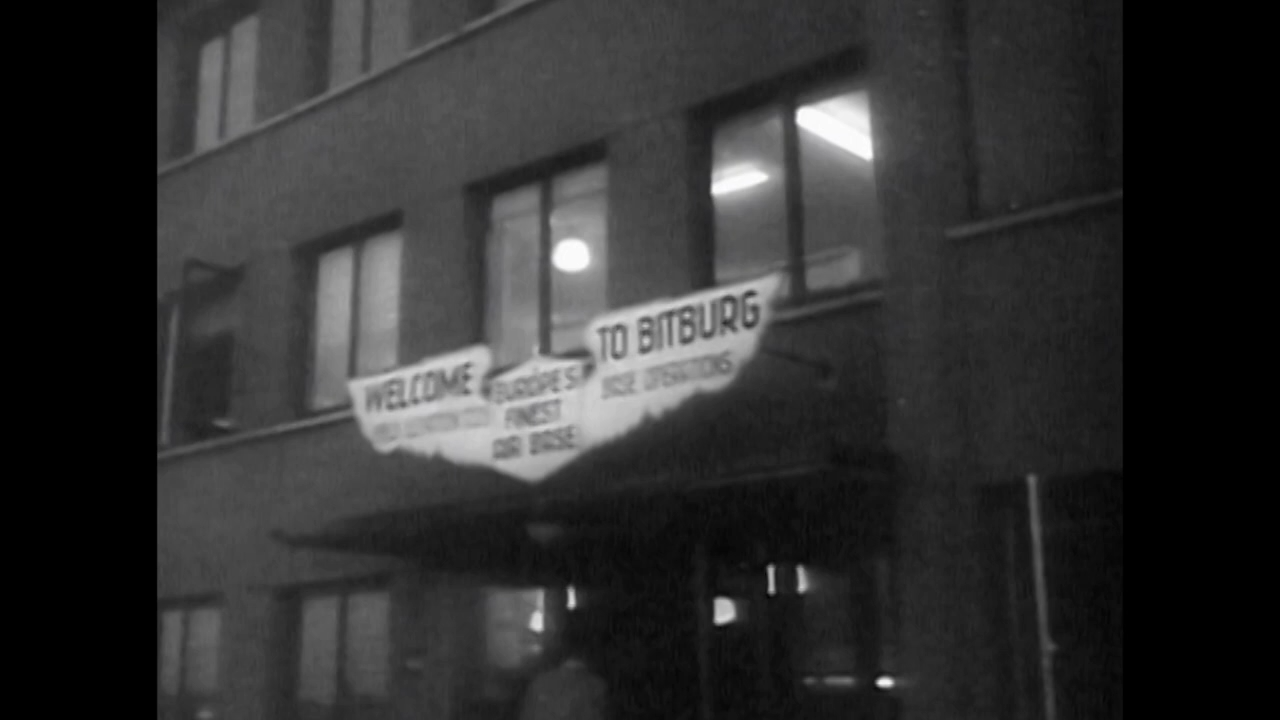 WELCOME
TO BITBURG
EUROPE'S
FINEST
AIR BASE
BASE OPERATIONS